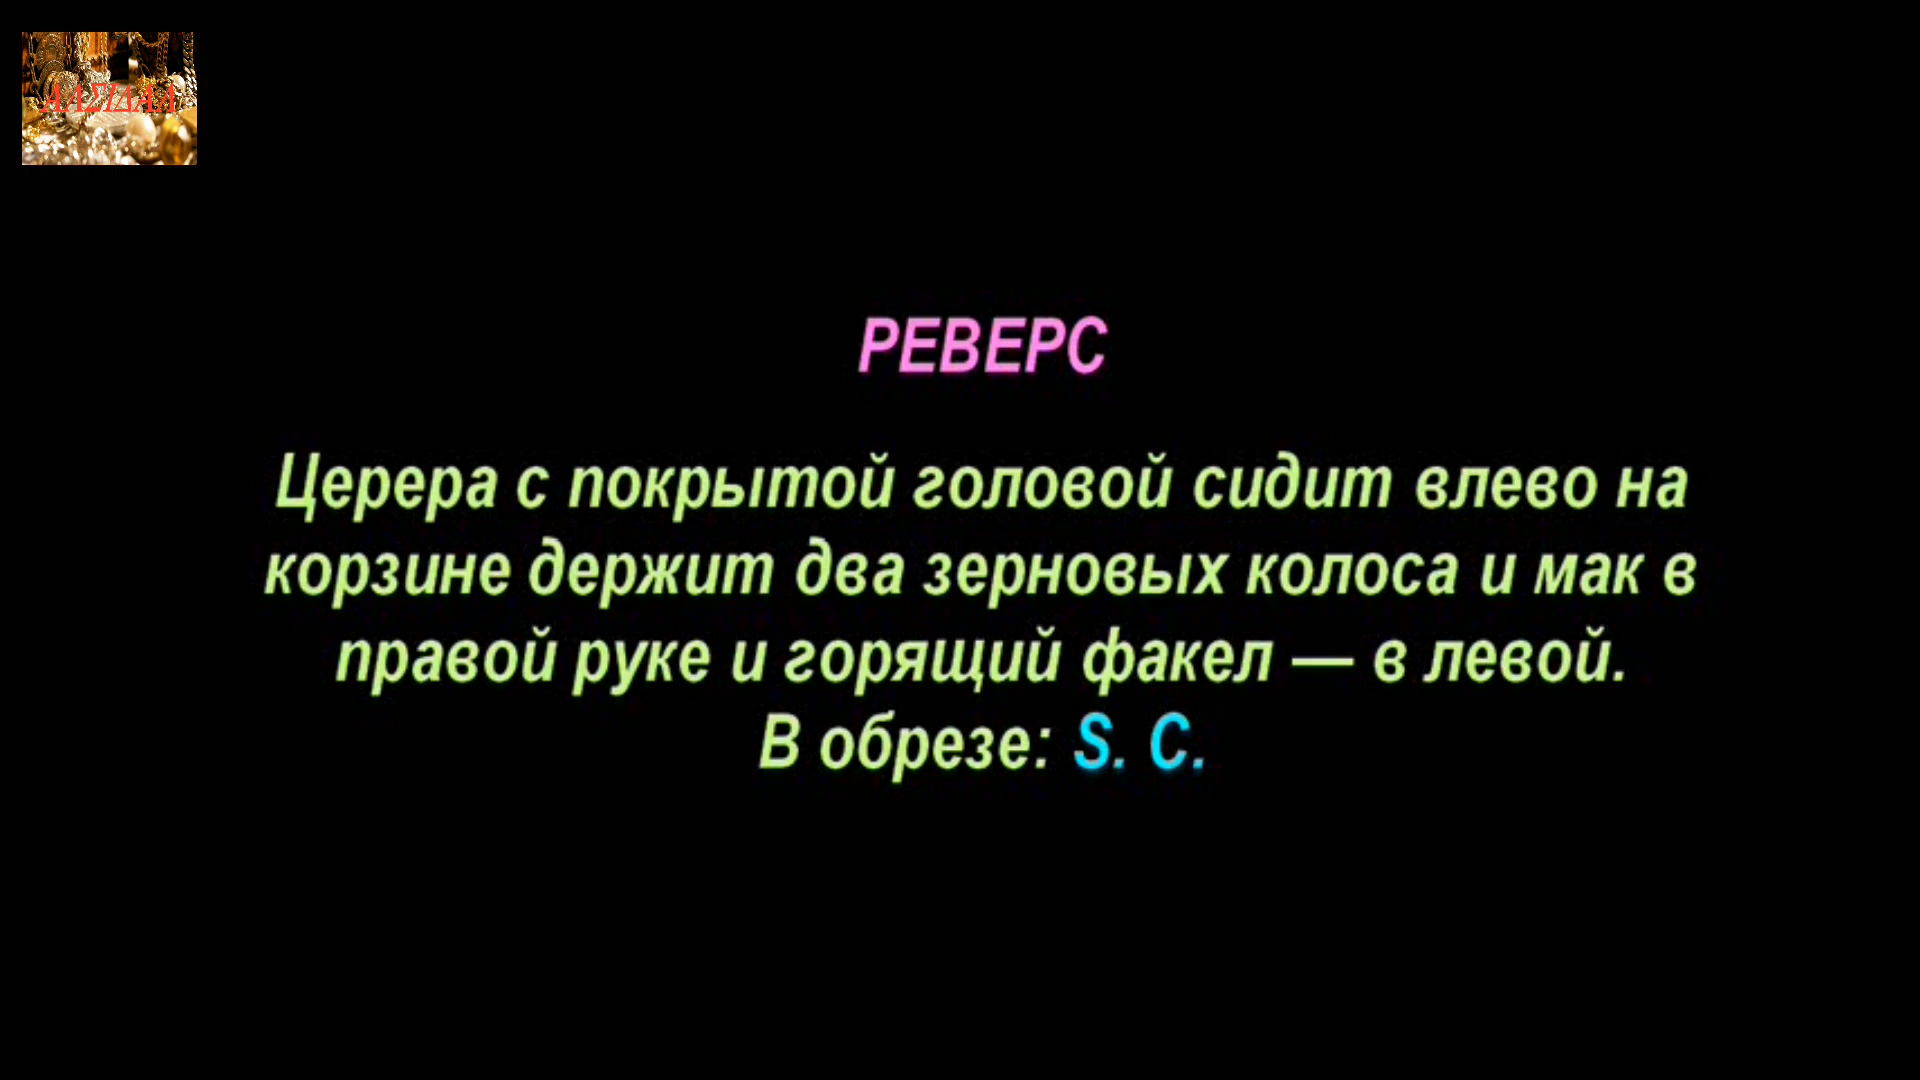 РЕВЕРС
Церера с покрытой головой сидит влево на
корзине держит два зерновых колоса и мак в
правой руке и горящий факел — в левой.
В обрезе: S. C.